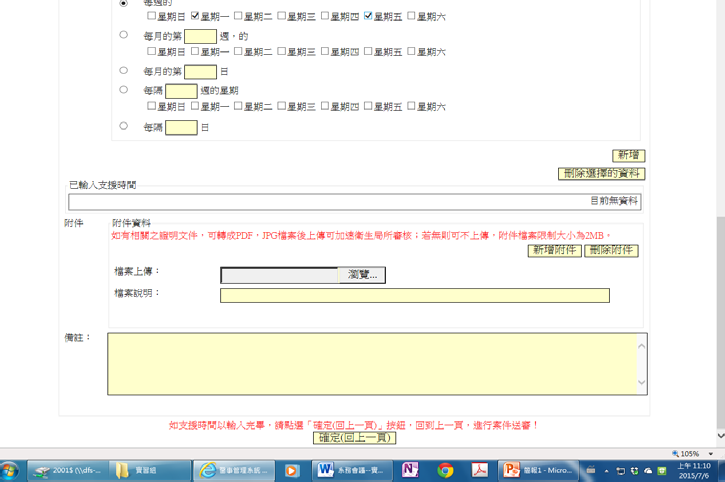 每週的
星期日 星期一 星期二 星期三 星期四 星期五 星期六
每月的第 週，的
星期日 星期一 星期二 星期三 星期四 星期五 星期六
每月的第 日
每隔 週的星期
星期日 星期一 星期二 星期三 星期四 星期五 星期六
每隔 日
新增
刪除選擇的資料
已輸入支援時間
目前無資料
附件 附件資料
如有相關之證明文件，可轉成PDF，JPG檔案後上傳可加速衛生局所審核；若無則可不上傳，附件檔案限制大小為2MB。
新增附件 刪除附件
檔案上傳： 瀏覽...
檔案說明：
備註：
如支援時間以輸入完畢，請點選「確定(回上一頁)」按鈕，回到上一頁，進行案件送審！
確定(回上一頁)
105%
2001$ (\\dfs-... 實習組 醫事管理系統... 系務會議--實... 簡報1 - Micro... 上午 11:10
2015/7/6